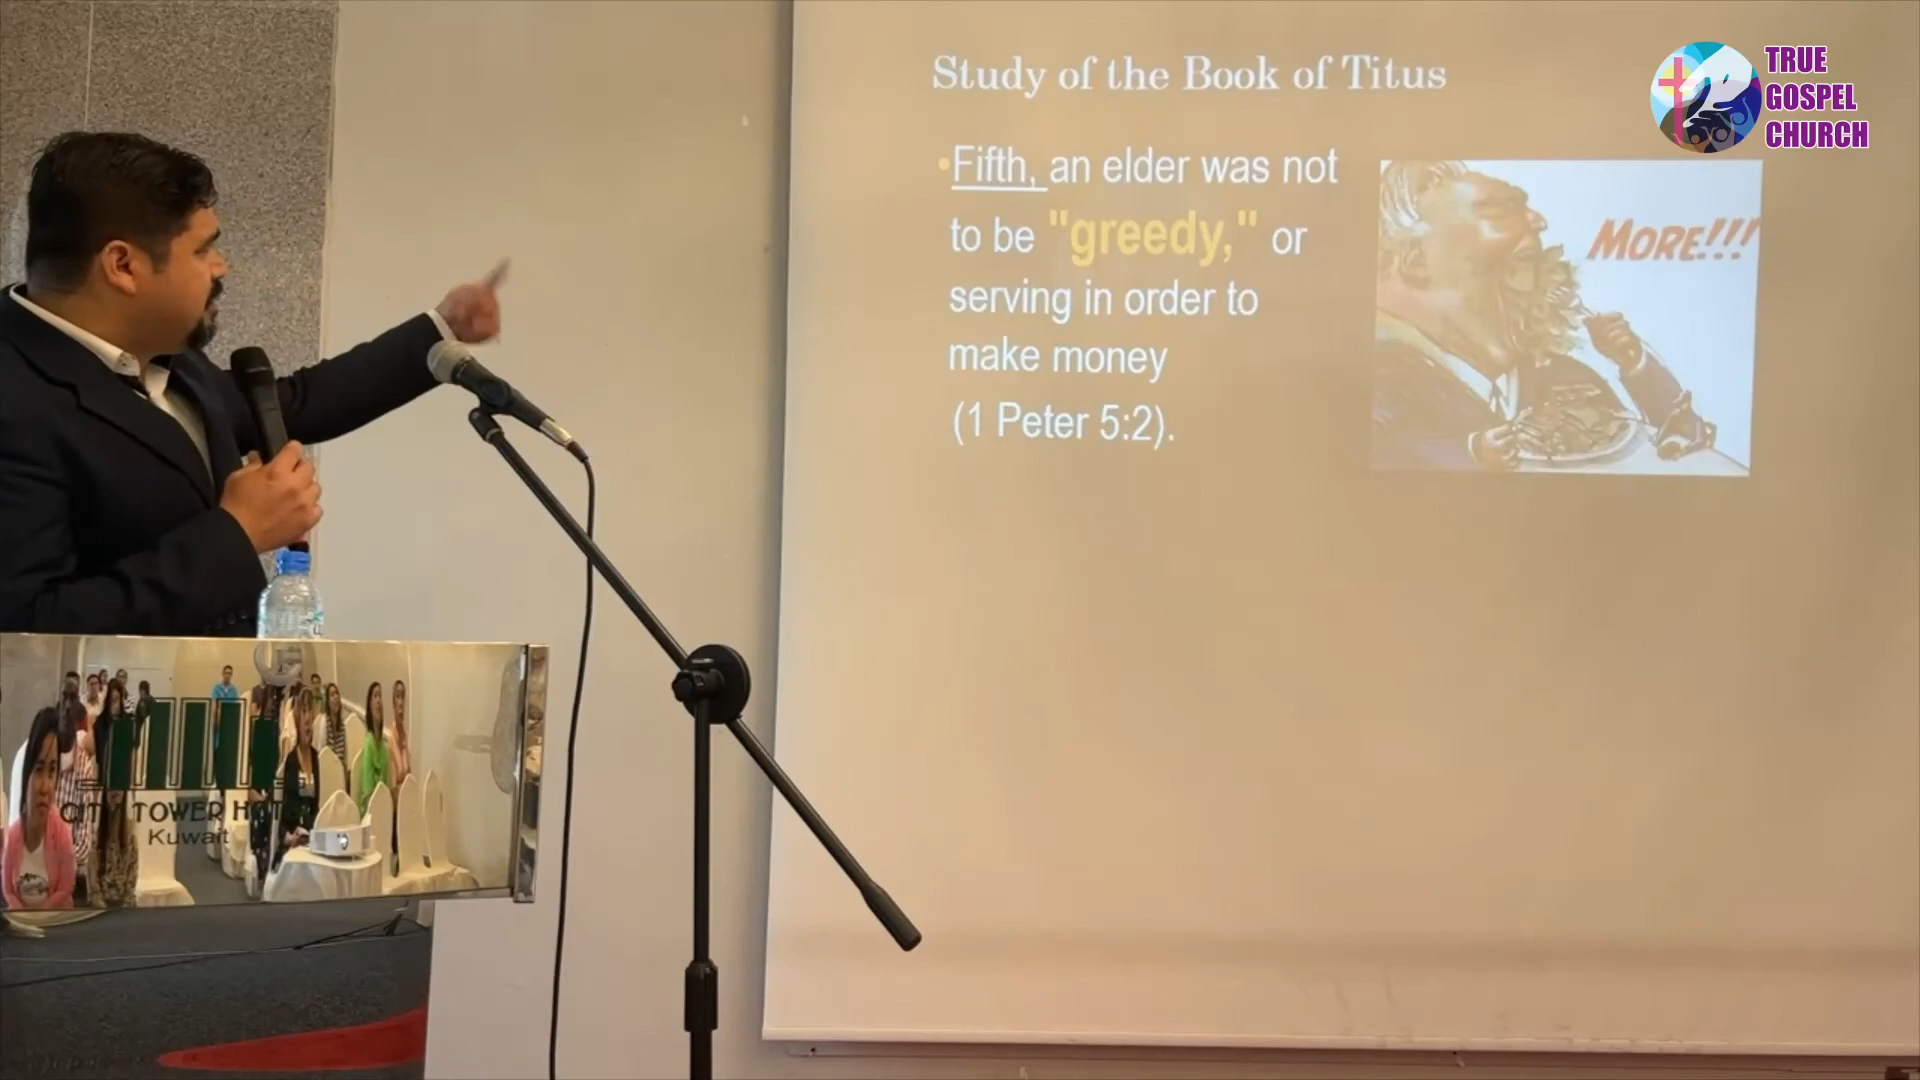 Study of the Book of Titus
TRUE
GOSPEL
CHURCH
•Fifth, an elder was not
to be "greedy," or
serving in order to
make money
(1 Peter 5:2).
MORE!!!
CITY TOWER HOTEL
Kuwait